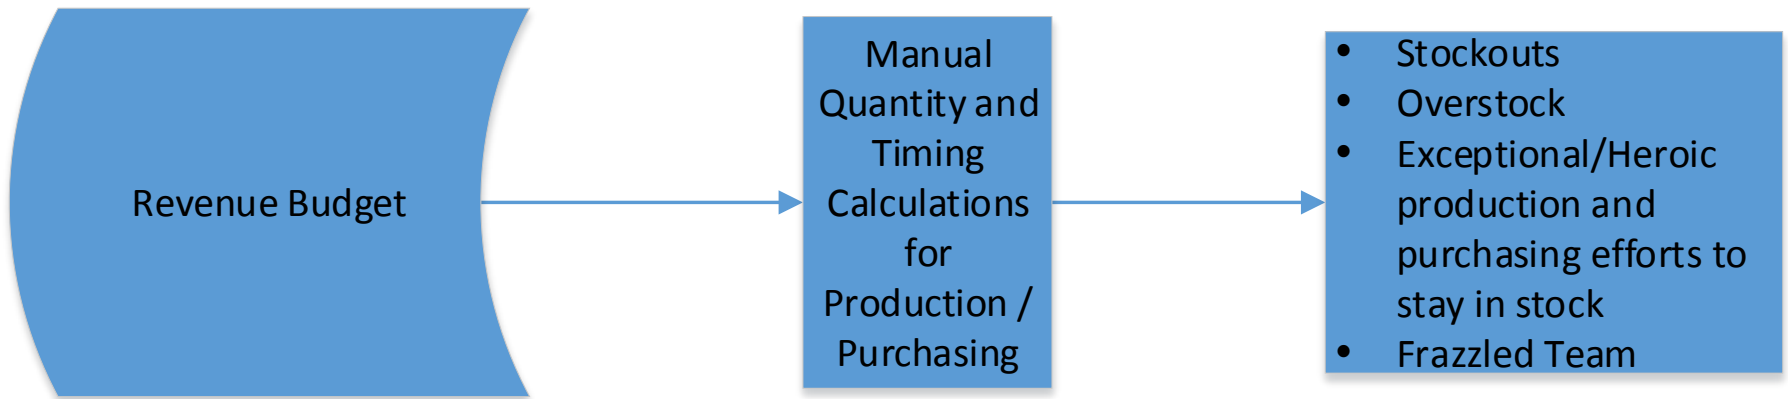 Revenue Budget
Manual
Quantity and
Timing
Calculations
for
Production /
Purchasing
• Stockouts
• Overstock
• Exceptional/Heroic
production and
purchasing efforts to
stay in stock
• Frazzled Team